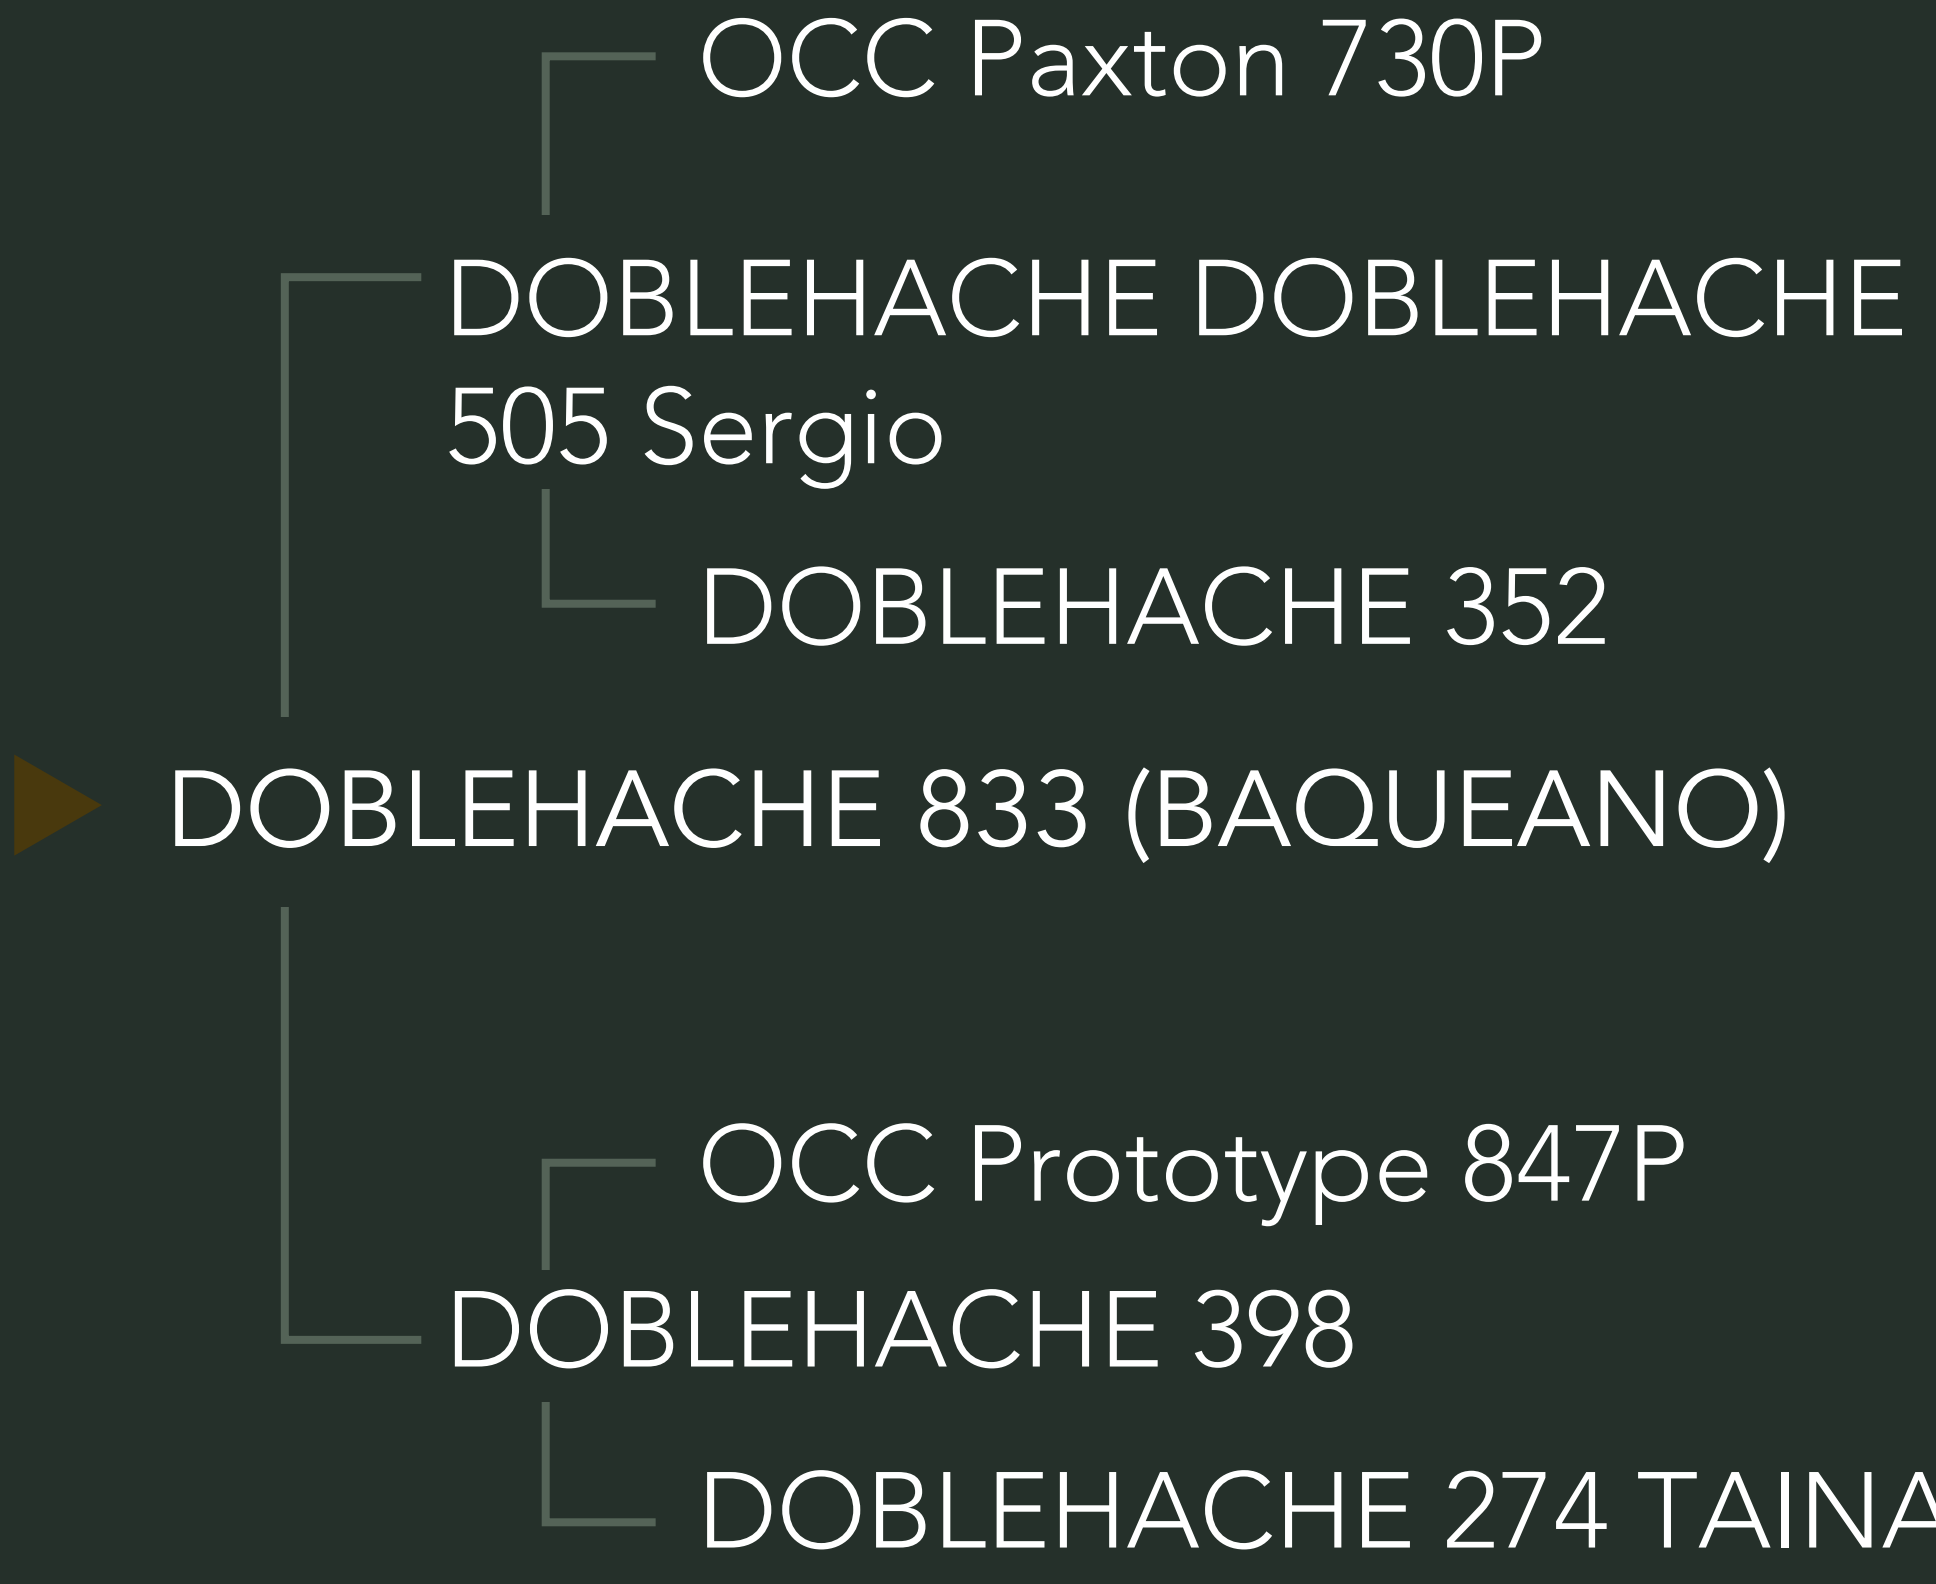 OCC Paxton 730P
DOBLEHACHE DOBLEHACHE
505 Sergio
DOBLEHACHE 352
DOBLEHACHE 833 (BAQUEANO)
OCC Prototype 847P
DOBLEHACHE 398
DOBLEHACHE 274 TAINA